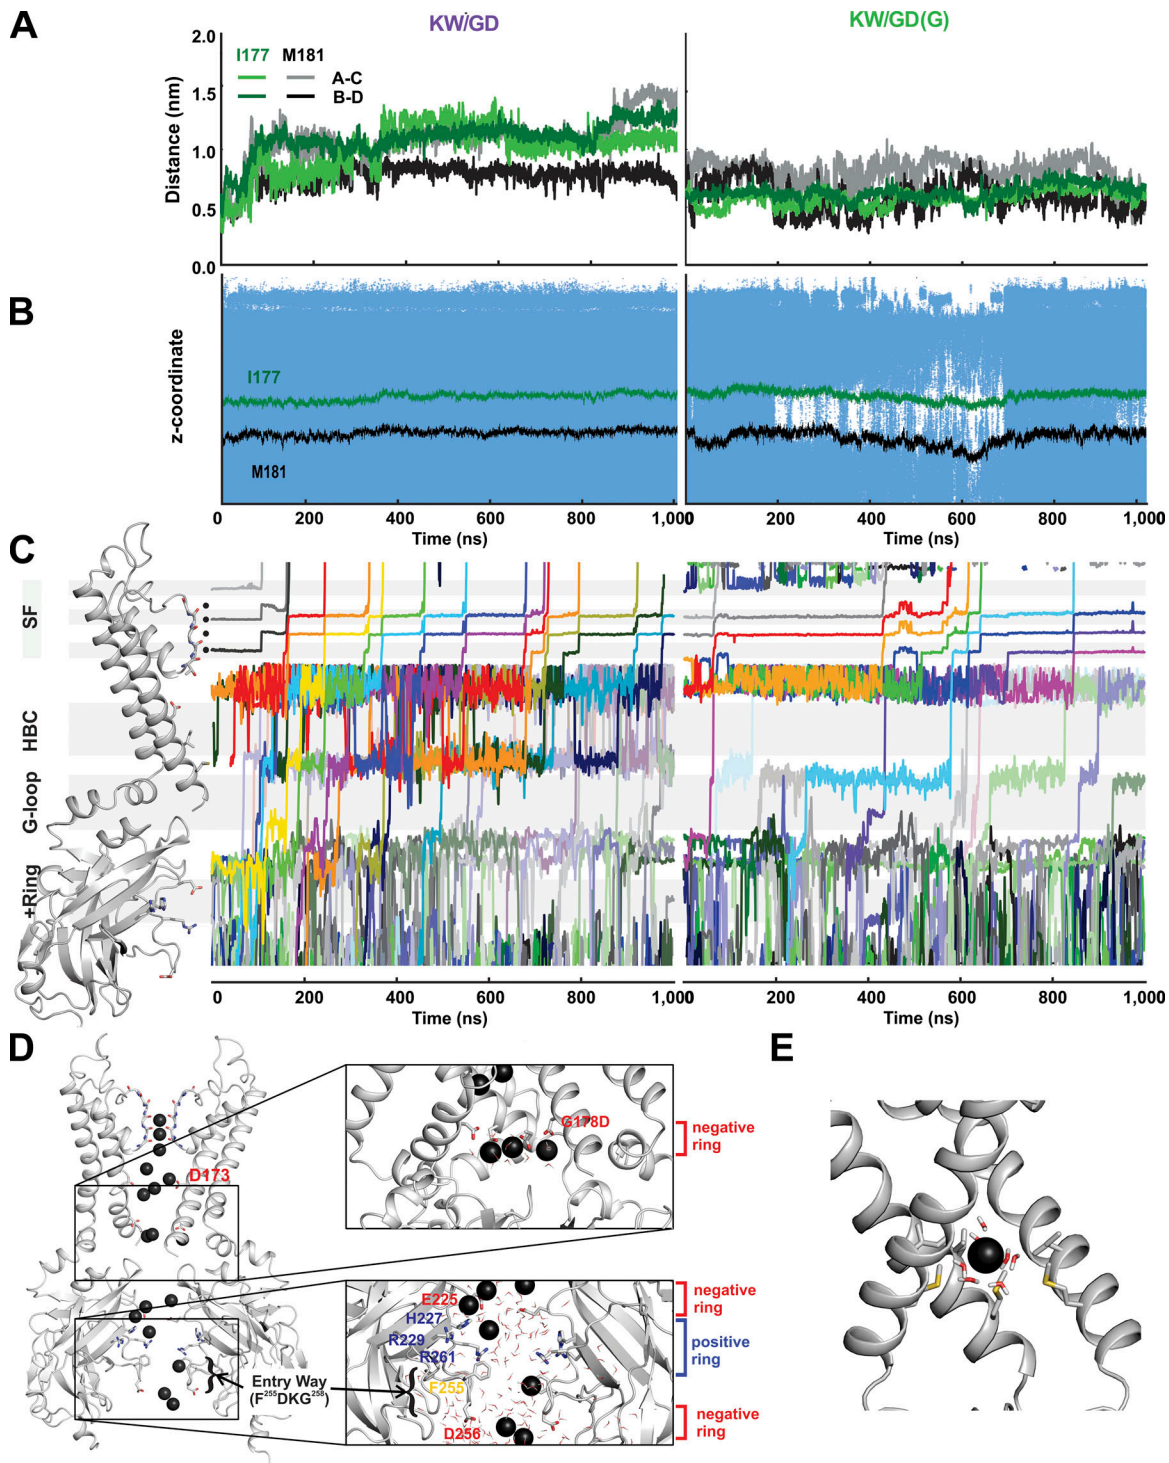 A
KW/GD
KW/GD(G)
2.0
1.5
1.0
0.5
0.0
Distance (nm)
I177 M181
A-C
B-D
B
z-coordinate
I177
M181
0 200 400 600 800 1,000
0 200 400 600 800 1,000
Time (ns)
Time (ns)
C
SF
HBC
G-loop
+Ring
0 200 400 600 800 1,000
0 200 400 600 800 1,000
Time (ns)
Time (ns)
D
E
D173
G178D
negative
ring
E225
H227
R229
R261
F255
D256
negative
ring
positive
ring
negative
ring
Entry Way
(F²⁵⁵DKG²⁵⁸)